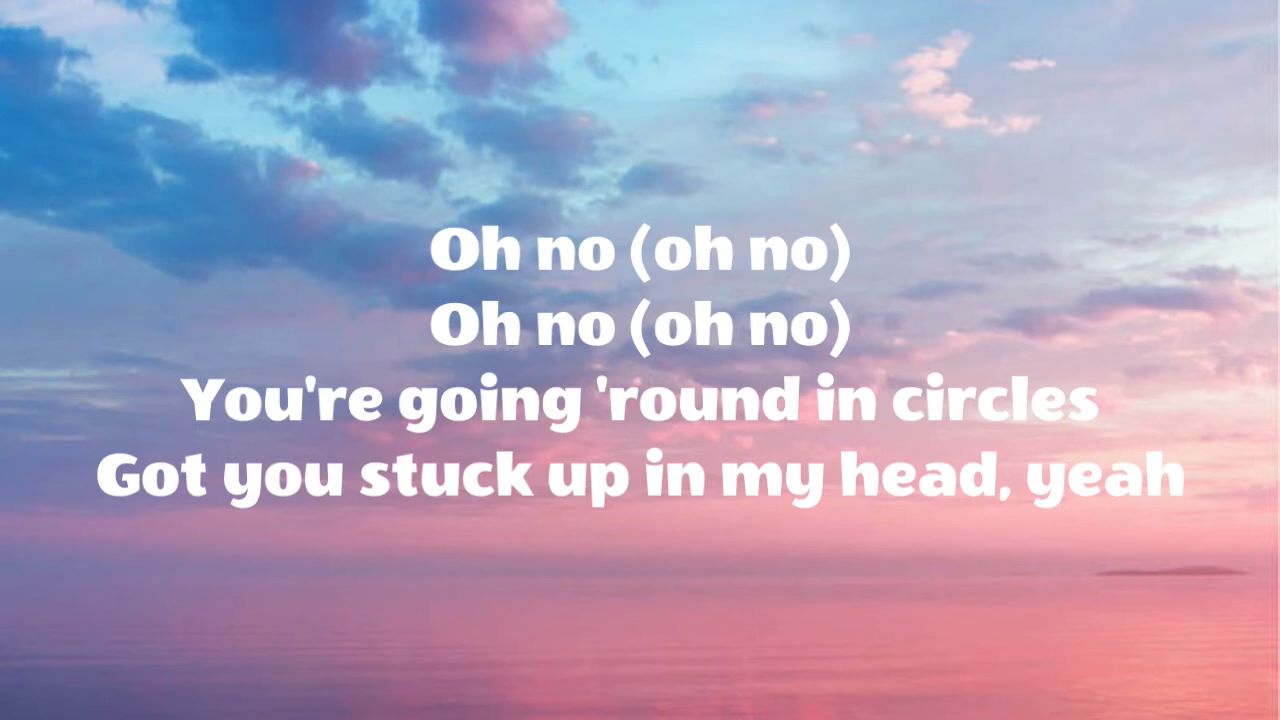 Oh no (oh no)
Oh no (oh no)
You're going 'round in circles
Got you stuck up in my head, yeah